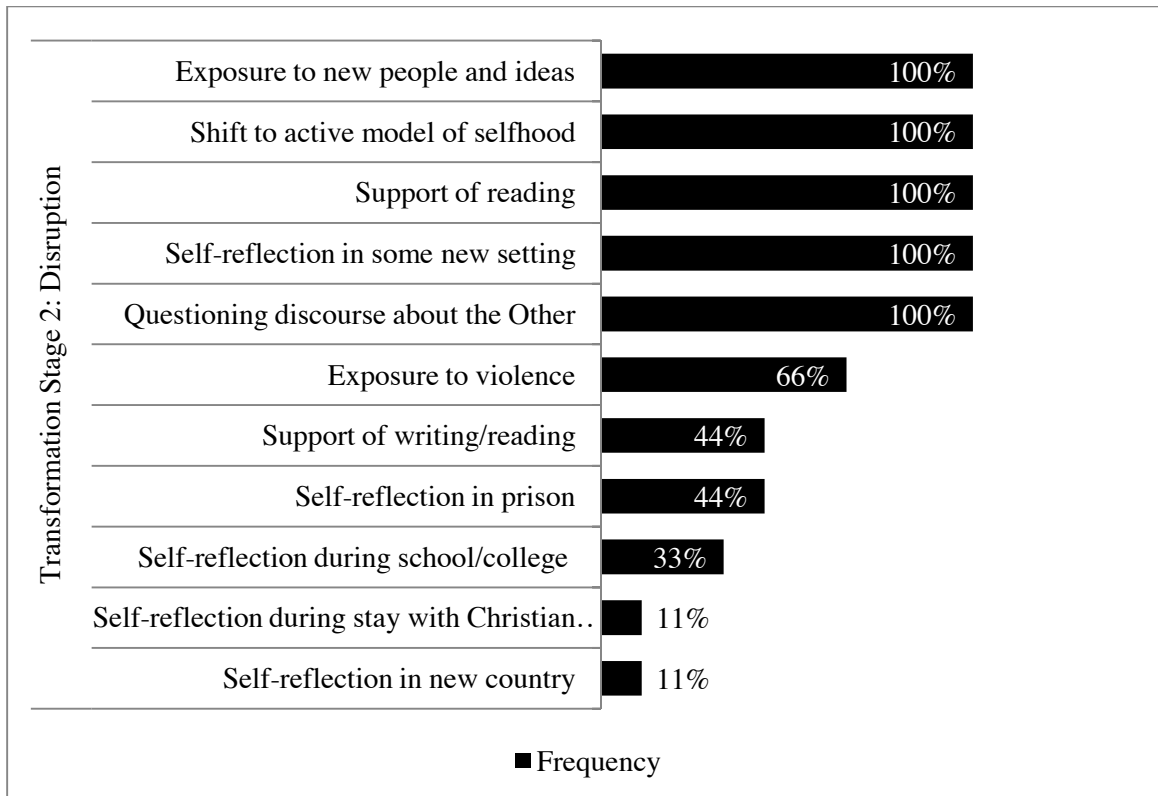 Transformation Stage 2: Disruption
Exposure to new people and ideas 100%
Shift to active model of selfhood 100%
Support of reading 100%
Self-reflection in some new setting 100%
Questioning discourse about the Other 100%
Exposure to violence 66%
Support of writing/reading 44%
Self-reflection in prison 44%
Self-reflection during school/college 33%
Self-reflection during stay with Christian.. 11%
Self-reflection in new country 11%
Frequency